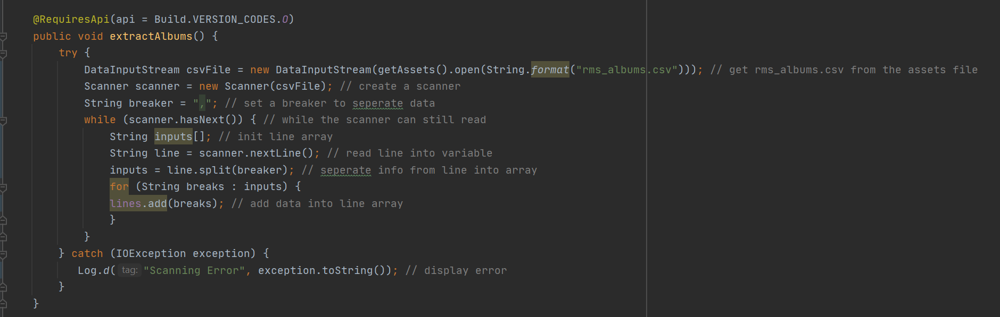 @RequiresApi(api = Build.VERSION_CODES.O)
public void extractAlbums() {
    try {
        DataInputStream csvFile = new DataInputStream(getAssets().open(String.format("rms_albums.csv"))); // get rms_albums.csv from the assets file
        Scanner scanner = new Scanner(csvFile); // create a scanner
        String breaker = ","; // set a breaker to seperate data
        while (scanner.hasNext()) { // while the scanner can still read
            String inputs[]; // init line array
            String line = scanner.nextLine(); // read line into variable
            inputs = line.split(breaker); // seperate info from line into array
            for (String breaks : inputs) {
            lines.add(breaks); // add data into line array
            }
        }
    } catch (IOException exception) {
       Log.d( tag: "Scanning Error", exception.toString()); // display error
    }
}